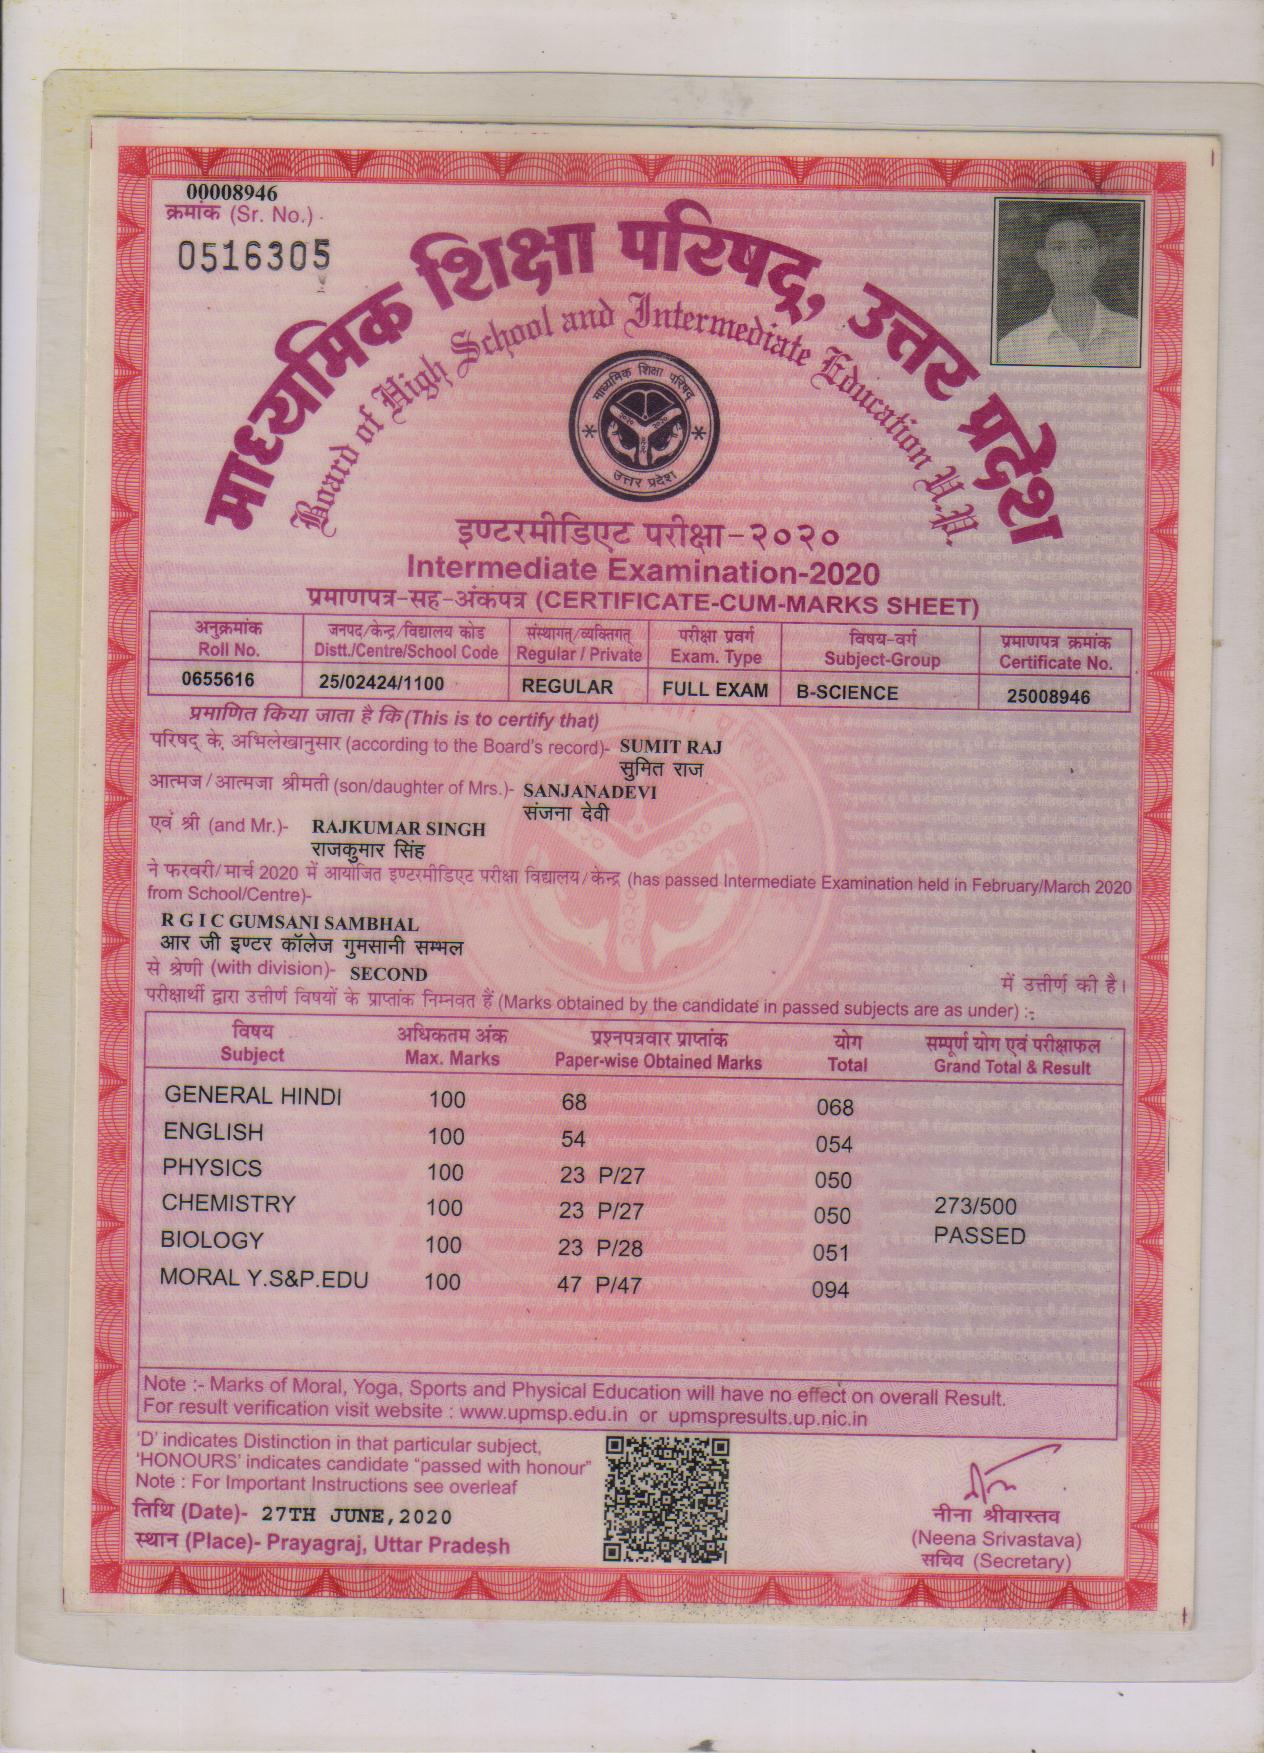 00008946
क्रमांक (Sr. No.)
0516305
माध्यमिक शिक्षा परिषद्, उत्तर प्रदेश
Board of High School and Intermediate Education U.P.
माध्यमिक शिक्षा परिषद्
उत्तर प्रदेश
इण्टरमीडिएट परीक्षा-२०२०
Intermediate Examination-2020
प्रमाणपत्र-सह-अंकपत्र (CERTIFICATE-CUM-MARKS SHEET)
अनुक्रमांक जनपद/केन्द्र/विद्यालय कोड संस्थागत्/व्यक्तिगत् परीक्षा प्रवर्ग विषय-वर्ग प्रमाणपत्र क्रमांक
Roll No. Distt./Centre/School Code Regular / Private Exam. Type Subject-Group Certificate No.
0655616 25/02424/1100 REGULAR FULL EXAM B-SCIENCE 25008946
प्रमाणित किया जाता है कि (This is to certify that)
परिषद् के अभिलेखानुसार (according to the Board's record)- SUMIT RAJ
सुमित राज
आत्मज/आत्मजा श्रीमती (son/daughter of Mrs.)- SANJANADEVI
संजना देवी
एवं श्री (and Mr.)- RAJKUMAR SINGH
राजकुमार सिंह
ने फरवरी/मार्च 2020 में आयोजित इण्टरमीडिएट परीक्षा विद्यालय/केन्द्र (has passed Intermediate Examination held in February/March 2020
from School/Centre)-
R G I C GUMSANI SAMBHAL
आर जी इण्टर कॉलेज गुमसानी सम्भल
से श्रेणी (with division)- SECOND में उत्तीर्ण की है।
परीक्षार्थी द्वारा उत्तीर्ण विषयों के प्राप्तांक निम्नवत हैं (Marks obtained by the candidate in passed subjects are as under) :-
विषय अधिकतम अंक प्रश्नपत्रवार प्राप्तांक योग सम्पूर्ण योग एवं परीक्षाफल
Subject Max. Marks Paper-wise Obtained Marks Total Grand Total & Result
GENERAL HINDI 100 68 068
ENGLISH 100 54 054
PHYSICS 100 23 P/27 050
CHEMISTRY 100 23 P/27 050 273/500
PASSED
BIOLOGY 100 23 P/28 051
MORAL Y.S&P.EDU 100 47 P/47 094
Note :- Marks of Moral, Yoga, Sports and Physical Education will have no effect on overall Result.
For result verification visit website : www.upmsp.edu.in or upmspresults.up.nic.in
'D' indicates Distinction in that particular subject,
'HONOURS' indicates candidate "passed with honour"
Note : For Important Instructions see overleaf
तिथि (Date)- 27TH JUNE,2020
स्थान (Place)- Prayagraj, Uttar Pradesh
नीना श्रीवास्तव
(Neena Srivastava)
सचिव (Secretary)